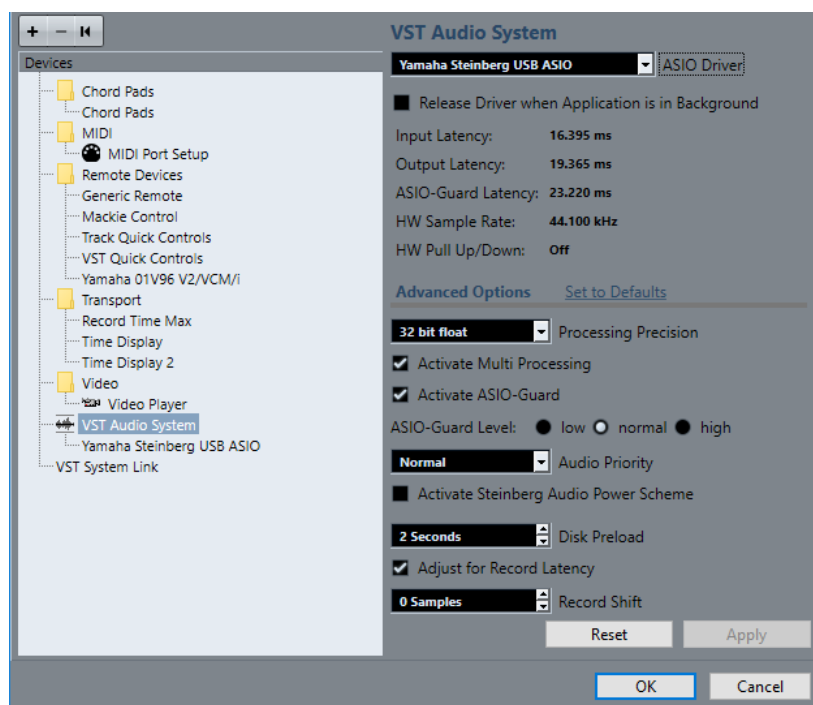 Devices
Chord Pads
Chord Pads
MIDI
MIDI Port Setup
Remote Devices
Generic Remote
Mackie Control
Track Quick Controls
VST Quick Controls
Yamaha 01V96 V2/VCM/i
Transport
Record Time Max
Time Display
Time Display 2
Video
Video Player
VST Audio System
Yamaha Steinberg USB ASIO
VST System Link
VST Audio System
Yamaha Steinberg USB ASIO ASIO Driver
Release Driver when Application is in Background
Input Latency: 16.395 ms
Output Latency: 19.365 ms
ASIO-Guard Latency: 23.220 ms
HW Sample Rate: 44.100 kHz
HW Pull Up/Down: Off
Advanced Options Set to Defaults
32 bit float Processing Precision
Activate Multi Processing
Activate ASIO-Guard
ASIO-Guard Level: low normal high
Normal Audio Priority
Activate Steinberg Audio Power Scheme
2 Seconds Disk Preload
Adjust for Record Latency
0 Samples Record Shift
Reset Apply
OK Cancel